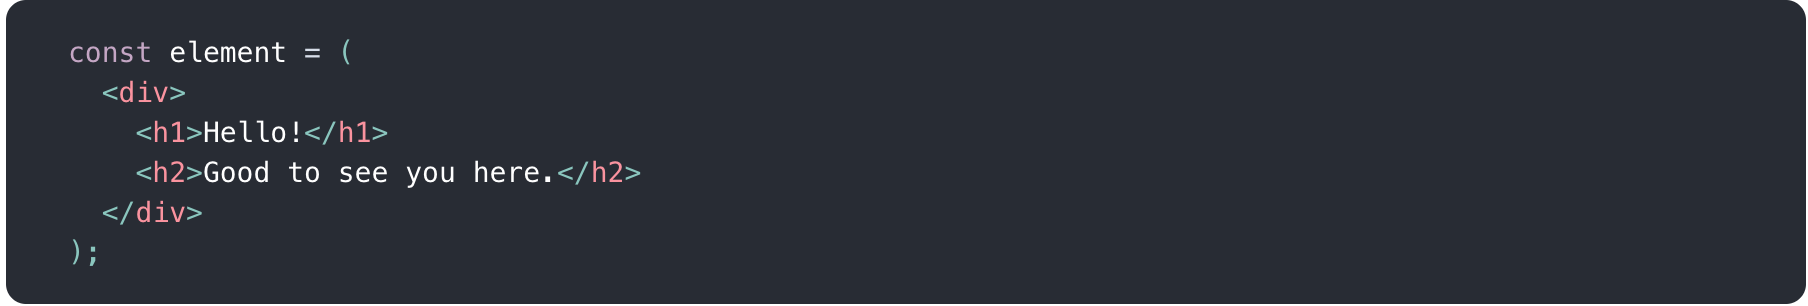 const element = (
  <div>
    <h1>Hello!</h1>
    <h2>Good to see you here.</h2>
  </div>
);